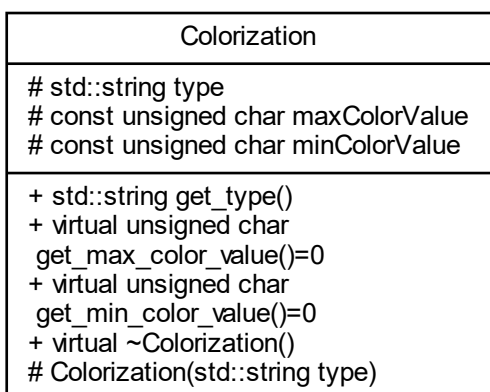 Colorization
# std::string type
# const unsigned char maxColorValue
# const unsigned char minColorValue
+ std::string get_type()
+ virtual unsigned char
get_max_color_value()=0
+ virtual unsigned char
get_min_color_value()=0
+ virtual ~Colorization()
# Colorization(std::string type)